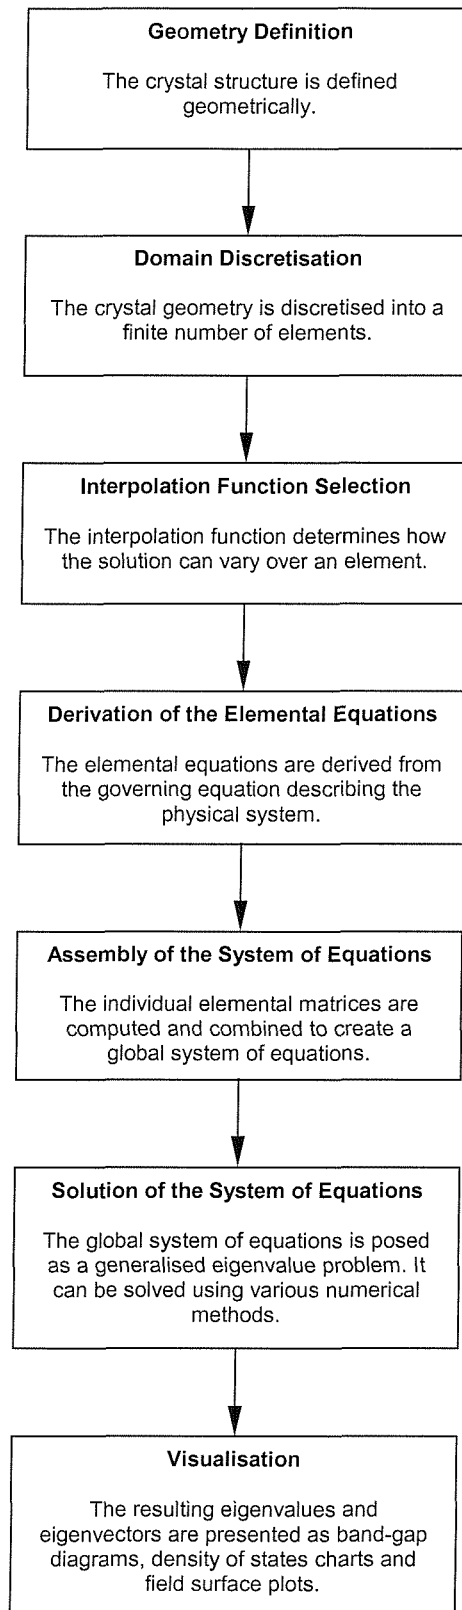 Geometry Definition
The crystal structure is defined
geometrically.
Domain Discretisation
The crystal geometry is discretised into a
finite number of elements.
Interpolation Function Selection
The interpolation function determines how
the solution can vary over an element.
Derivation of the Elemental Equations
The elemental equations are derived from
the governing equation describing the
physical system.
Assembly of the System of Equations
The individual elemental matrices are
computed and combined to create a
global system of equations.
Solution of the System of Equations
The global system of equations is posed
as a generalised eigenvalue problem. It
can be solved using various numerical
methods.
Visualisation
The resulting eigenvalues and
eigenvectors are presented as band-gap
diagrams, density of states charts and
field surface plots.